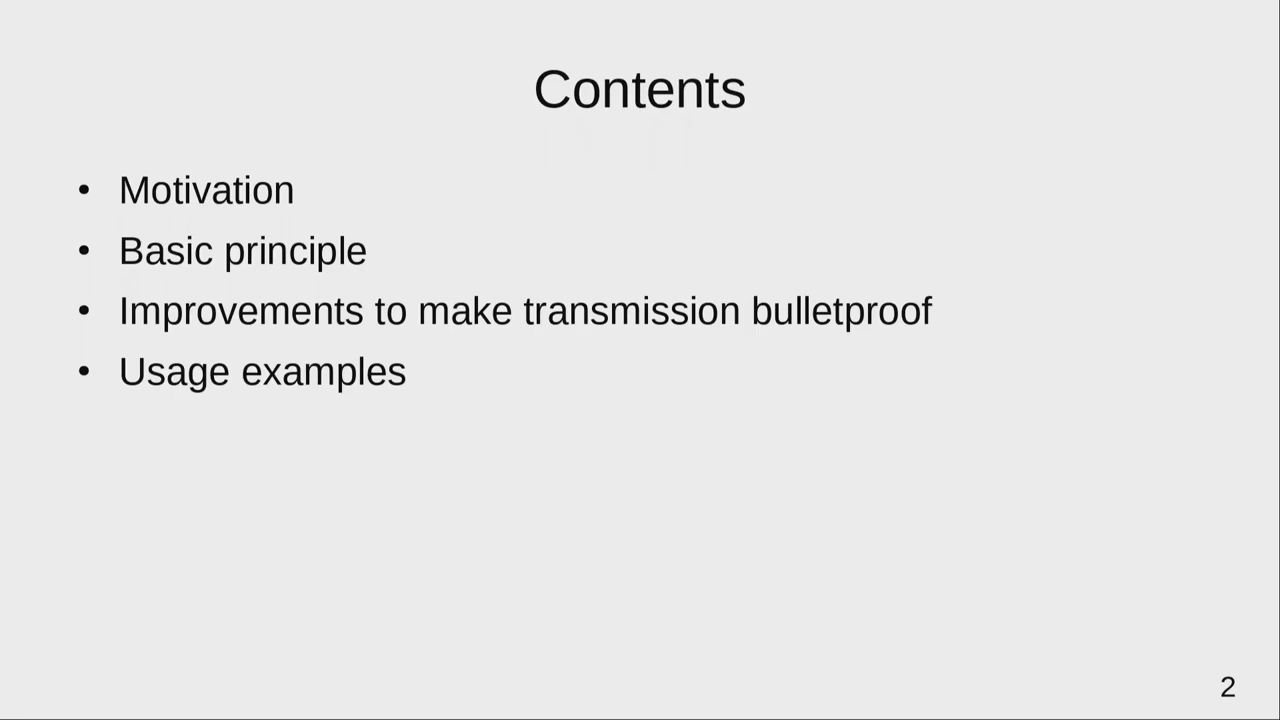 Contents
• Motivation
• Basic principle
• Improvements to make transmission bulletproof
• Usage examples
2